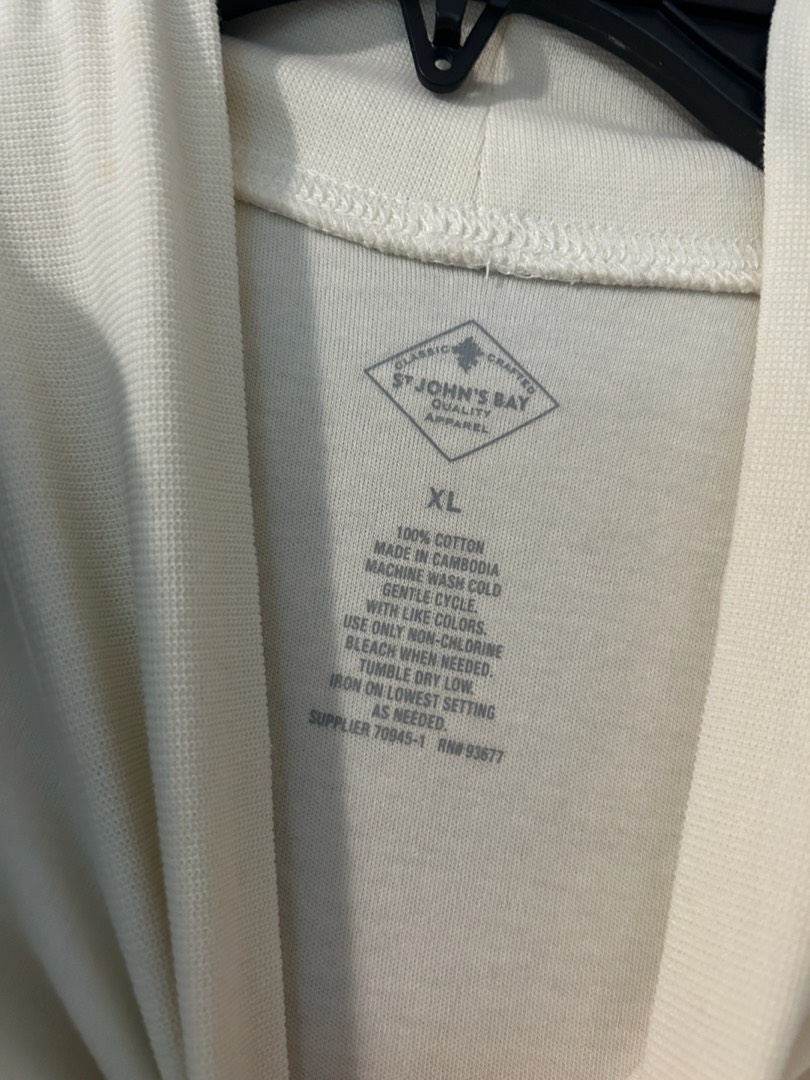 CLASSIC CRAFTED
ST JOHN'S BAY
QUALITY
APPAREL
XL
100% COTTON
MADE IN CAMBODIA
MACHINE WASH COLD
GENTLE CYCLE.
WITH LIKE COLORS.
USE ONLY NON-CHLORINE
BLEACH WHEN NEEDED.
TUMBLE DRY LOW.
IRON ON LOWEST SETTING
AS NEEDED.
SUPPLIER 70945-1 RN# 93677